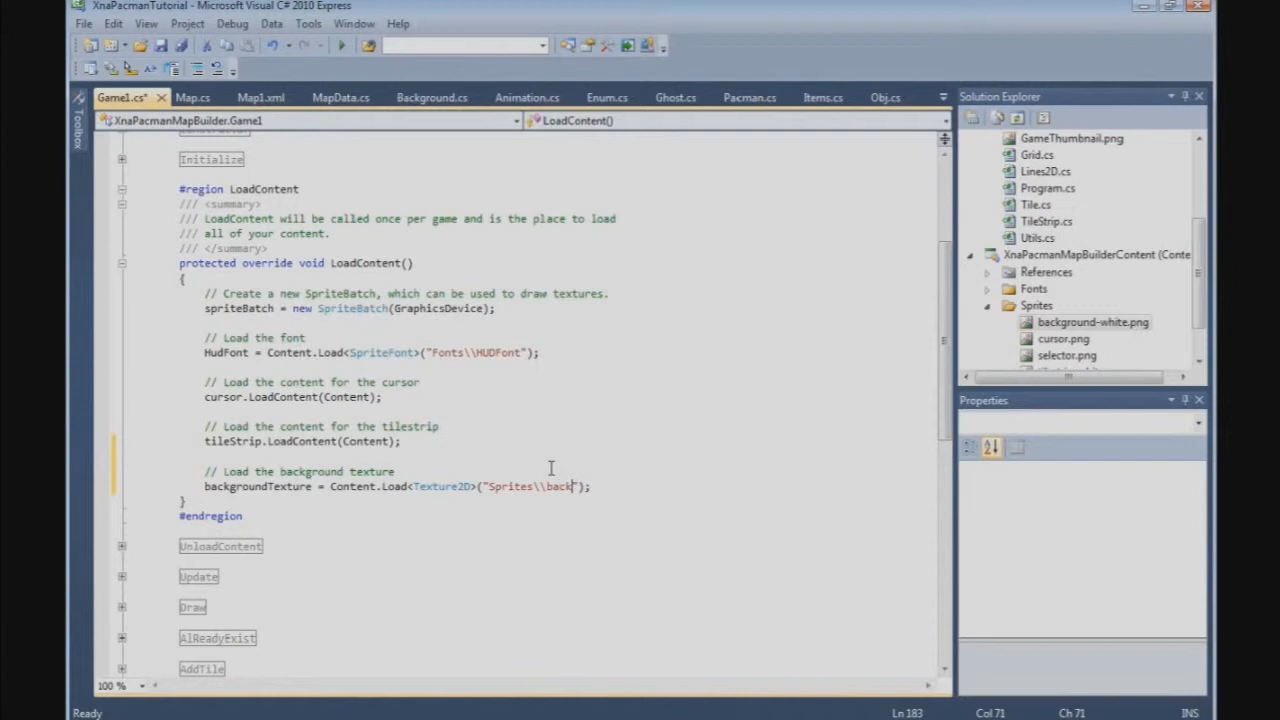 XnaPacmanTutorial - Microsoft Visual C# 2010 Express
File Edit View Project Debug Data Tools Window Help
Game1.cs* Map.cs Map1.xml MapData.cs Background.cs Animation.cs Enum.cs Ghost.cs Pacman.cs Items.cs Obj.cs
Toolbox
XnaPacmanMapBuilder.Game1 LoadContent()
Initialize
#region LoadContent
/// <summary>
/// LoadContent will be called once per game and is the place to load
/// all of your content.
/// </summary>
protected override void LoadContent()
{
// Create a new SpriteBatch, which can be used to draw textures.
spriteBatch = new SpriteBatch(GraphicsDevice);
// Load the font
HudFont = Content.Load<SpriteFont>("Fonts\\HUDFont");
// Load the content for the cursor
cursor.LoadContent(Content);
// Load the content for the tilestrip
tileStrip.LoadContent(Content);
// Load the background texture
backgroundTexture = Content.Load<Texture2D>("Sprites\\back");
}
#endregion
UnloadContent
Update
Draw
AlReadyExist
AddTile
100 %
Solution Explorer
GameThumbnail.png
Grid.cs
Lines2D.cs
Program.cs
Tile.cs
TileStrip.cs
Utils.cs
XnaPacmanMapBuilderContent (Conte
References
Fonts
Sprites
background-white.png
cursor.png
selector.png
Properties
Ready Ln 183 Col 71 Ch 71 INS